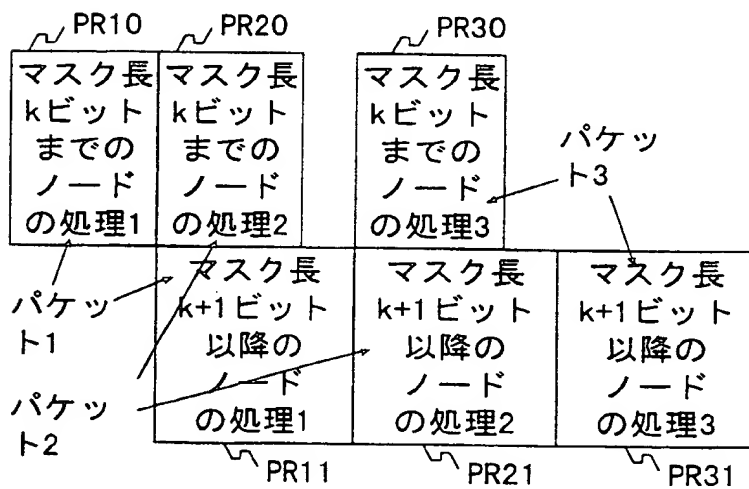 PR10
PR20
PR30
マスク長
kビット
までの
ノード
の処理1
マスク長
kビット
までの
ノード
の処理2
マスク長
kビット
までの
ノード
の処理3
パケッ
ト3
パケッ
ト1
パケッ
ト2
マスク長
k+1ビット
以降の
ノード
の処理1
マスク長
k+1ビット
以降の
ノード
の処理2
マスク長
k+1ビット
以降の
ノード
の処理3
PR11
PR21
PR31